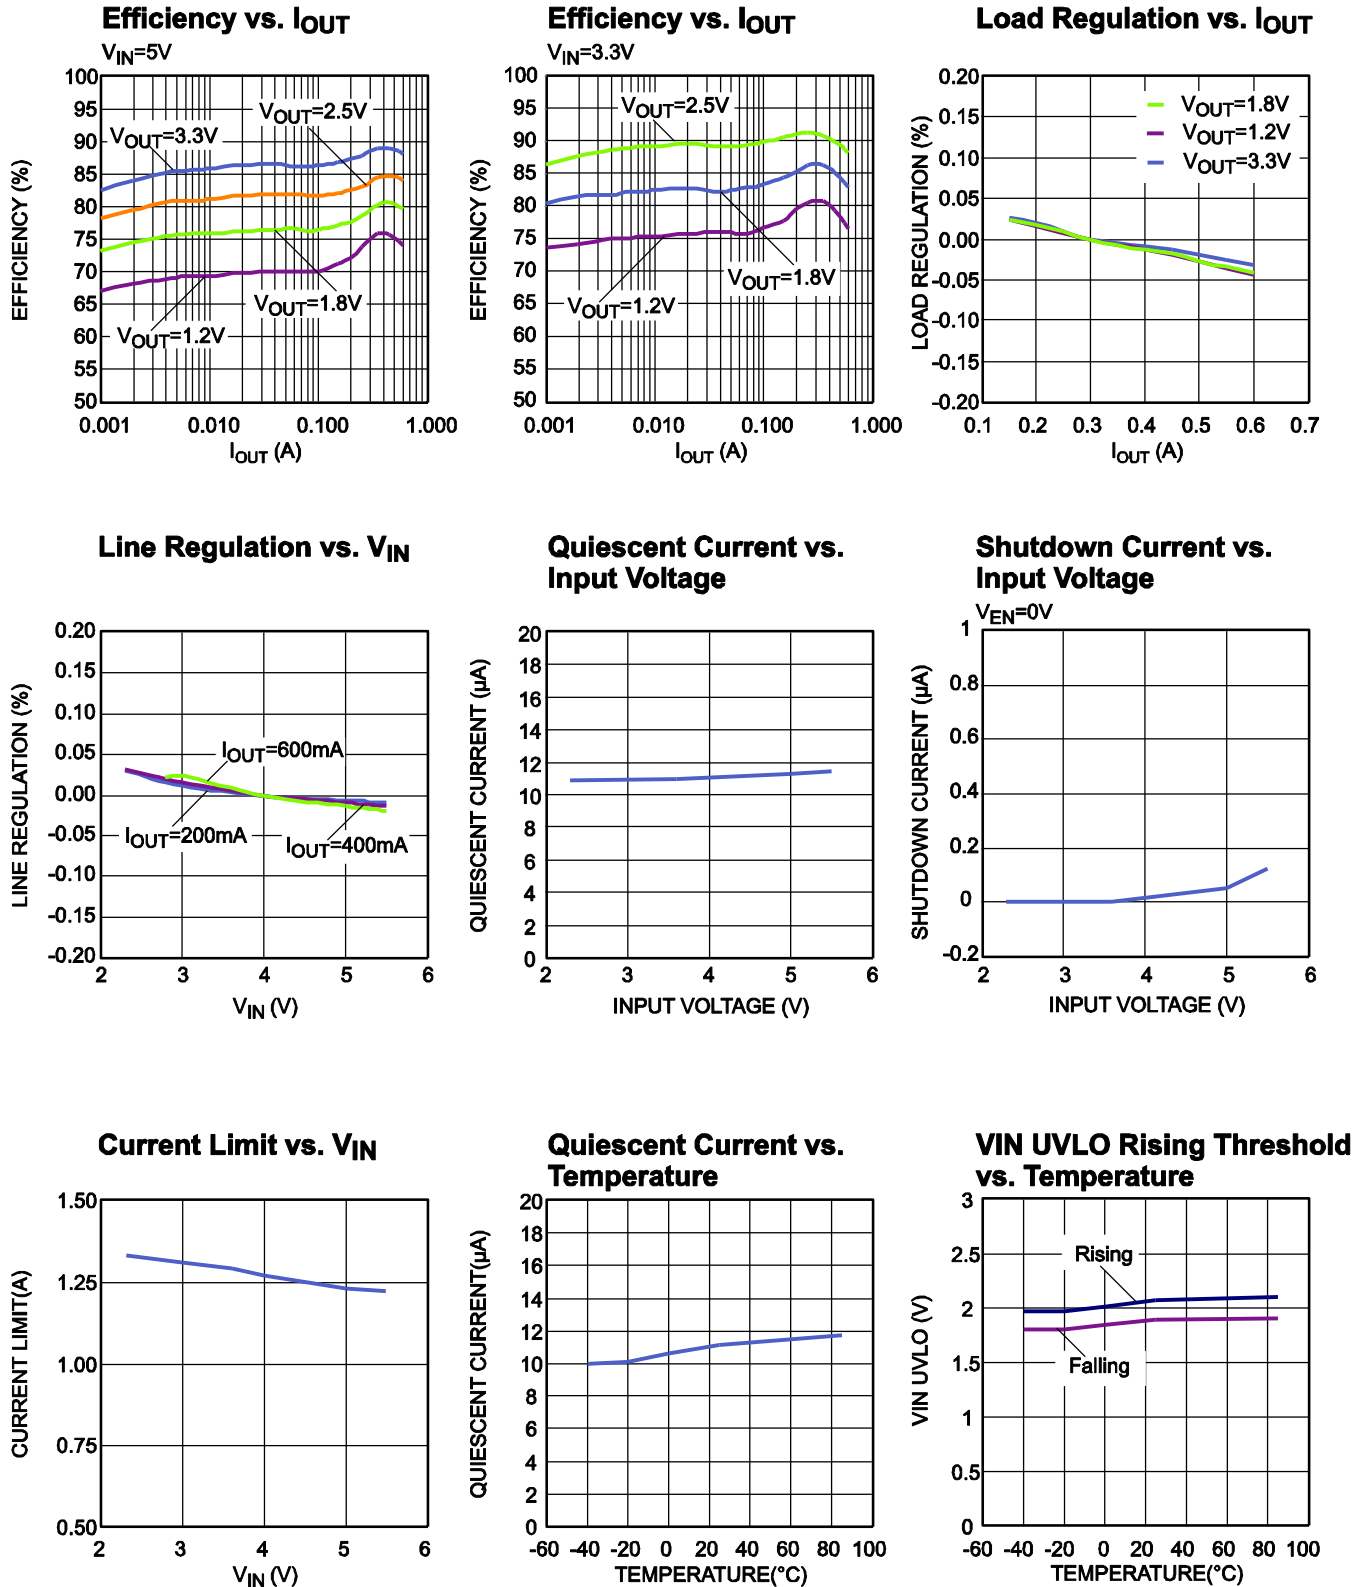 Efficiency vs. IOUT
VIN=5V
100
95
90
85
80
75
70
65
60
55
50
EFFICIENCY (%)
VOUT=2.5V
VOUT=3.3V
VOUT=1.8V
VOUT=1.2V
0.001 0.010 0.100 1.000
IOUT (A)
Efficiency vs. IOUT
VIN=3.3V
100
95
90
85
80
75
70
65
60
55
50
EFFICIENCY (%)
VOUT=2.5V
VOUT=1.8V
VOUT=1.2V
0.001 0.010 0.100 1.000
IOUT (A)
Load Regulation vs. IOUT
0.20
0.15
0.10
0.05
0.00
-0.05
-0.10
-0.15
-0.20
LOAD REGULATION (%)
VOUT=1.8V
VOUT=1.2V
VOUT=3.3V
0.1 0.2 0.3 0.4 0.5 0.6 0.7
IOUT (A)
Line Regulation vs. VIN
0.20
0.15
0.10
0.05
0.00
-0.05
-0.10
-0.15
-0.20
LINE REGULATION (%)
IOUT=600mA
IOUT=200mA
IOUT=400mA
2 3 4 5 6
VIN (V)
Quiescent Current vs.
Input Voltage
20
18
16
14
12
10
8
6
4
2
0
QUIESCENT CURRENT (µA)
2 3 4 5 6
INPUT VOLTAGE (V)
Shutdown Current vs.
Input Voltage
VEN=0V
1
0.8
0.6
0.4
0.2
0
-0.2
SHUTDOWN CURRENT (µA)
2 3 4 5 6
INPUT VOLTAGE (V)
Current Limit vs. VIN
1.50
1.25
1.00
0.75
0.50
CURRENT LIMIT(A)
2 3 4 5 6
VIN (V)
Quiescent Current vs.
Temperature
20
18
16
14
12
10
8
6
4
2
0
QUIESCENT CURRENT(µA)
-60 -40 -20 0 20 40 60 80 100
TEMPERATURE(°C)
VIN UVLO Rising Threshold
vs. Temperature
3
2.5
2
1.5
1
0.5
0
VIN UVLO (V)
Rising
Falling
-60 -40 -20 0 20 40 60 80 100
TEMPERATURE(°C)